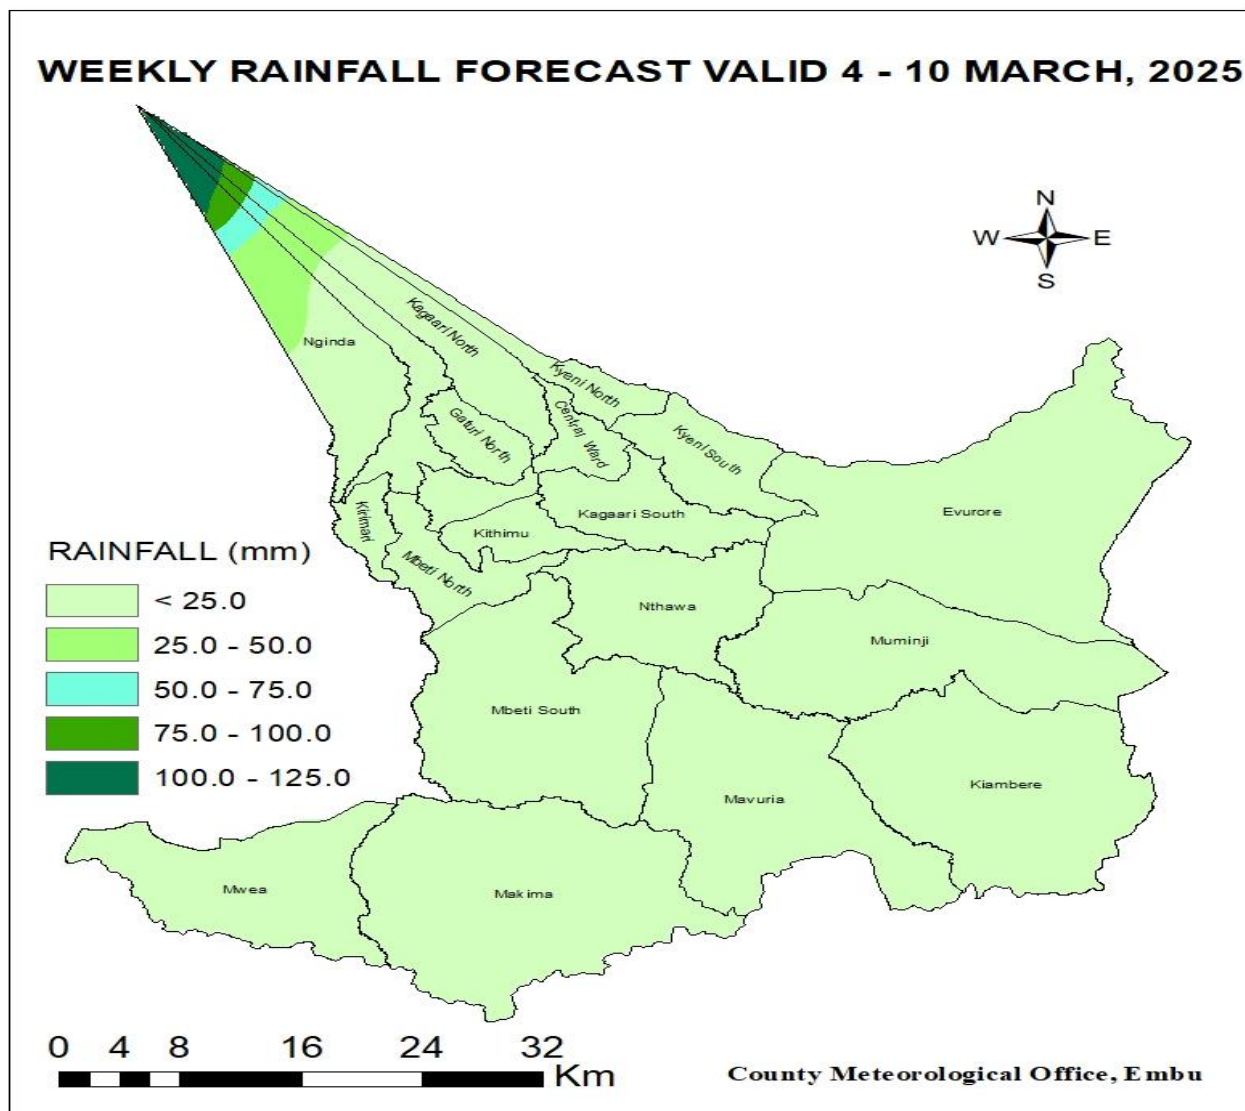 WEEKLY RAINFALL FORECAST VALID 4 - 10 MARCH, 2025
N
W E
S
Kagaari North
Nginda
Kyeni North
Central Ward
Gaturi North
Kyeni South
Kirimari
Kagaari South
Evurore
Kithimu
Mbeti North
Nthawa
Muminji
Mbeti South
Kiambere
Mavuria
Mwea
Makima
RAINFALL (mm)
< 25.0
25.0 - 50.0
50.0 - 75.0
75.0 - 100.0
100.0 - 125.0
0 4 8 16 24 32
Km
County Meteorological Office, Embu